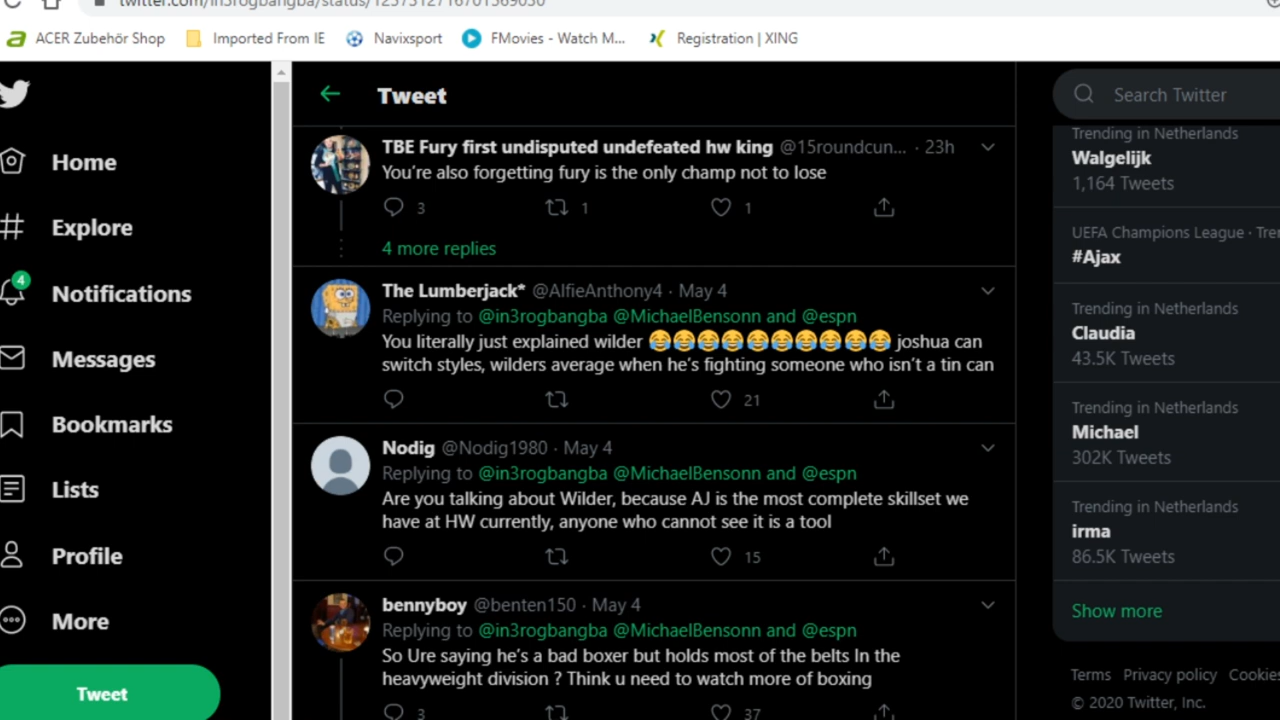 twitter.com/in3rogbangba/status/1257312716701569030
ACER Zubehör Shop
Imported From IE
Navixsport
FMovies - Watch M...
Registration | XING
Home
Explore
4
Notifications
Messages
Bookmarks
Lists
Profile
More
Tweet
Tweet
TBE Fury first undisputed undefeated hw king @15roundcun... · 23h
You're also forgetting fury is the only champ not to lose
3 1 1
4 more replies
The Lumberjack* @AlfieAnthony4 · May 4
Replying to @in3rogbangba @MichaelBensonn and @espn
You literally just explained wilder 😂😂😂😂😂😂😂😂😂😂 joshua can
switch styles, wilders average when he's fighting someone who isn't a tin can
21
Nodig @Nodig1980 · May 4
Replying to @in3rogbangba @MichaelBensonn and @espn
Are you talking about Wilder, because AJ is the most complete skillset we
have at HW currently, anyone who cannot see it is a tool
15
bennyboy @benten150 · May 4
Replying to @in3rogbangba @MichaelBensonn and @espn
So Ure saying he's a bad boxer but holds most of the belts In the
heavyweight division ? Think u need to watch more of boxing
3 37
Search Twitter
Trending in Netherlands
Walgelijk
1,164 Tweets
UEFA Champions League · Tre
#Ajax
Trending in Netherlands
Claudia
43.5K Tweets
Trending in Netherlands
Michael
302K Tweets
Trending in Netherlands
irma
86.5K Tweets
Show more
Terms Privacy policy Cookies
© 2020 Twitter, Inc.